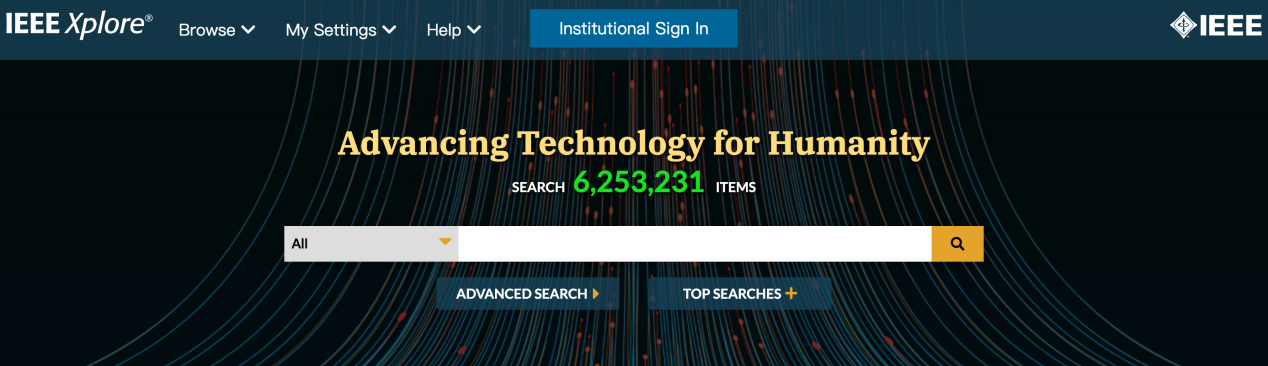 IEEE Xplore® Browse My Settings Help Institutional Sign In IEEE
Advancing Technology for Humanity
SEARCH 6,253,231 ITEMS
All
ADVANCED SEARCH TOP SEARCHES